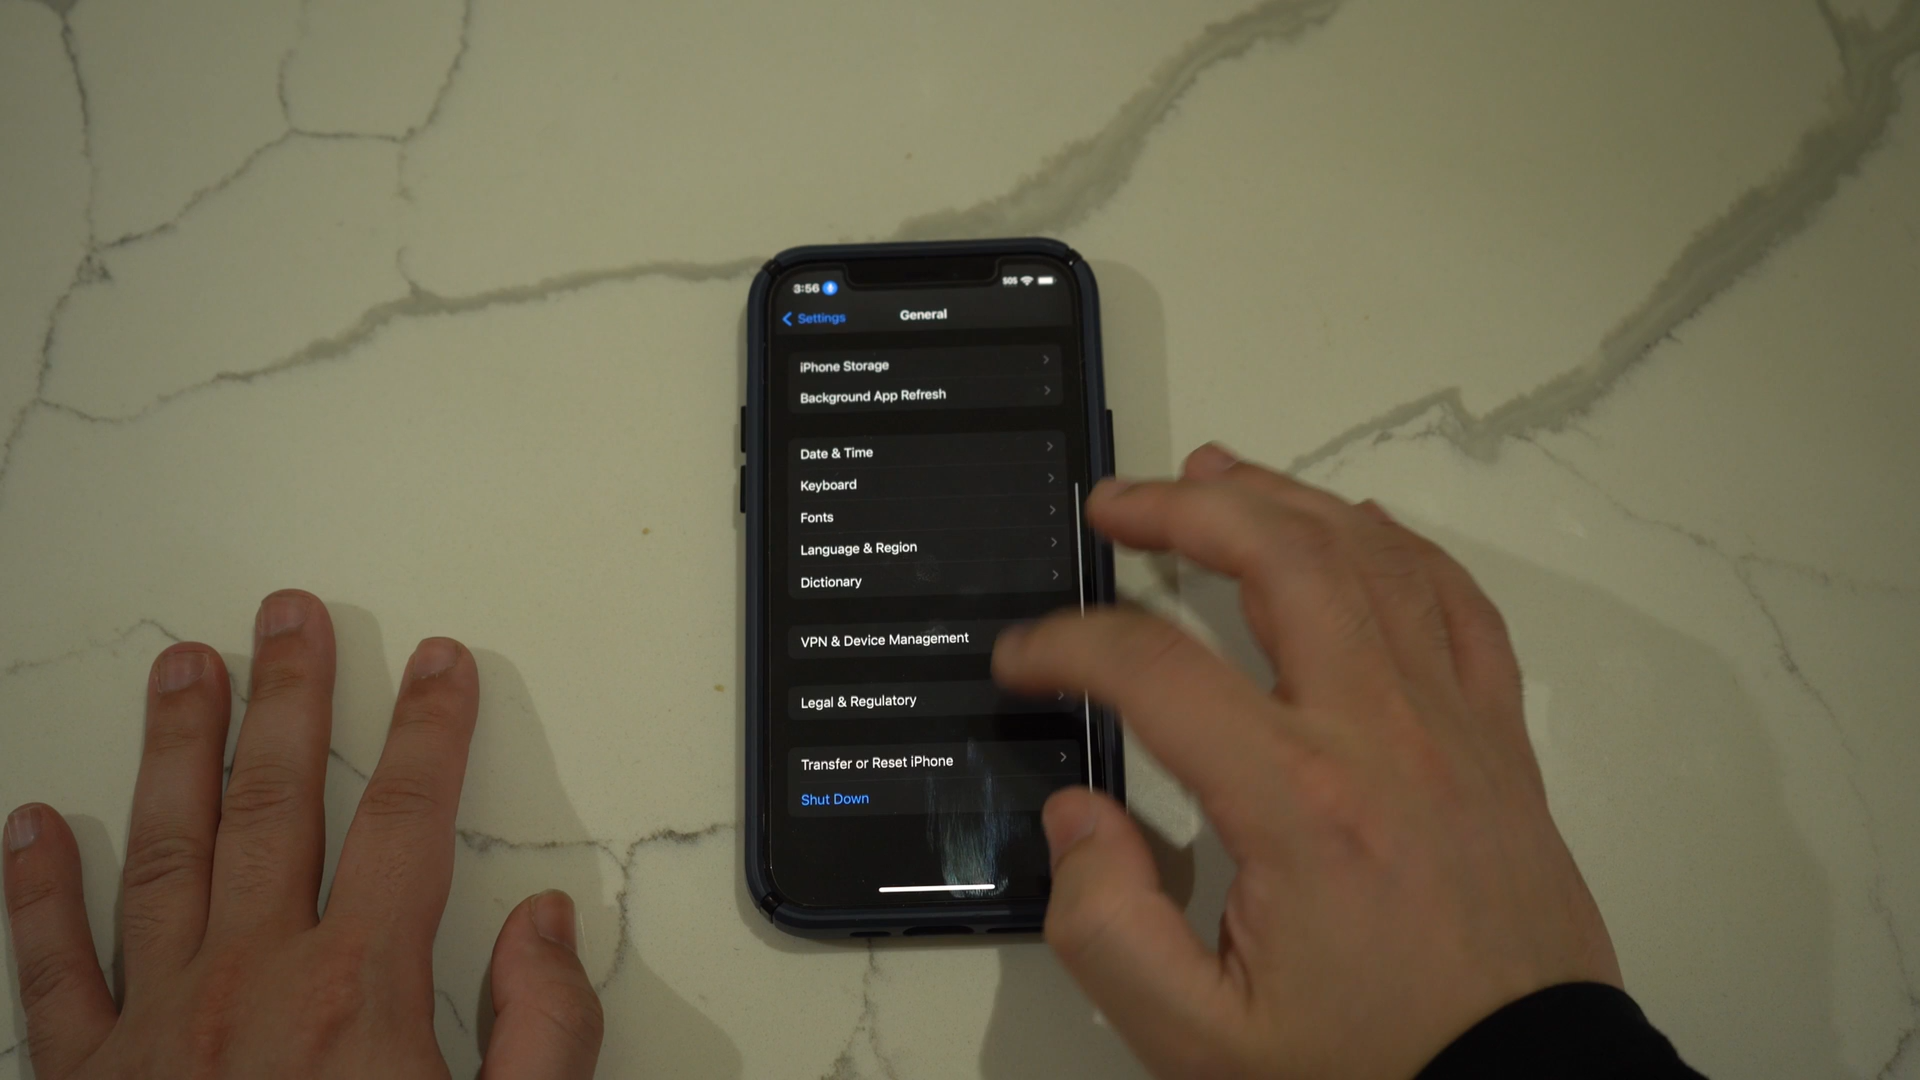 3:56
SOS
Settings
General
iPhone Storage
Background App Refresh
Date & Time
Keyboard
Fonts
Language & Region
Dictionary
VPN & Device Management
Legal & Regulatory
Transfer or Reset iPhone
Shut Down